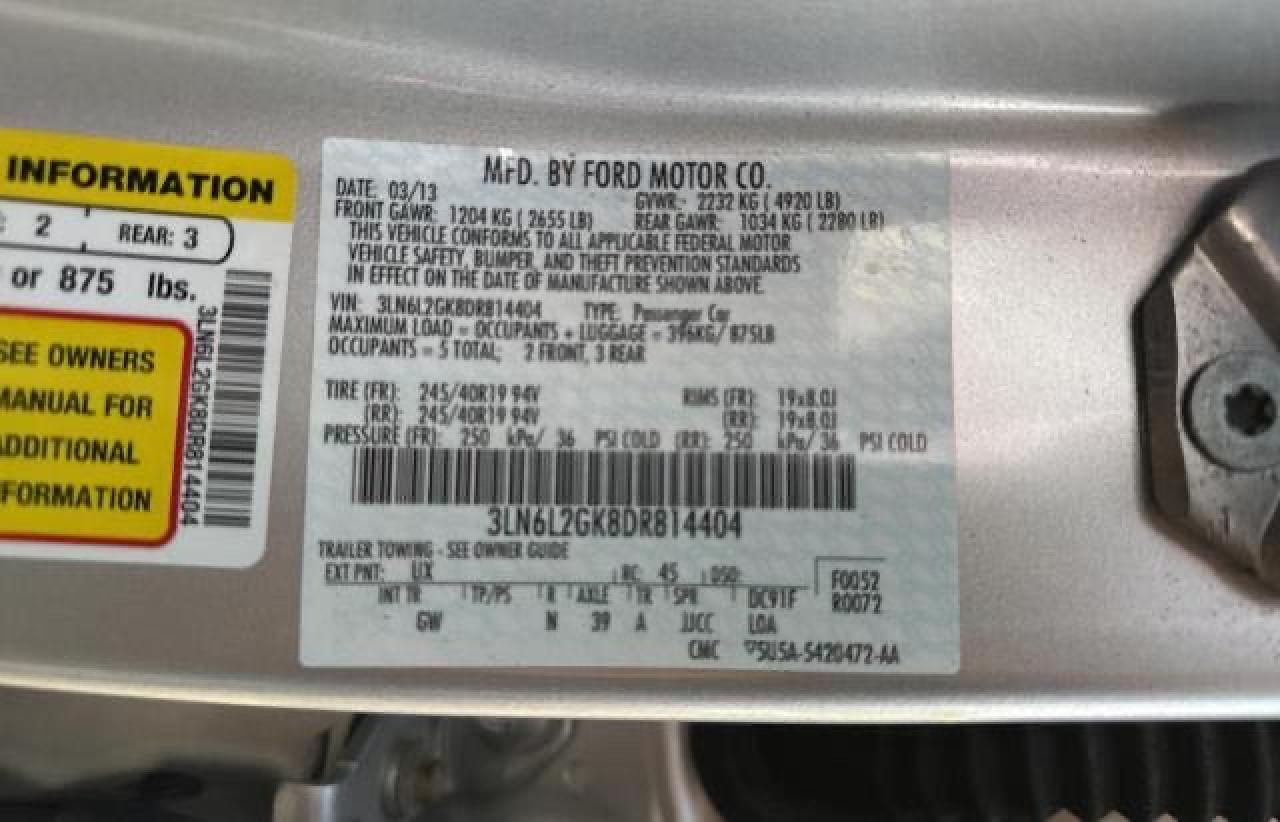 INFORMATION
2
REAR: 3
or 875 lbs.
SEE OWNERS
MANUAL FOR
ADDITIONAL
INFORMATION
3LN6L2GK8DR814404
MFD. BY FORD MOTOR CO.
DATE: 03/13 GVWR:- 2232 KG ( 4920 LB)
FRONT GAWR: 1204 KG ( 2655 LB) REAR GAWR: 1034 KG ( 2280 LB)
THIS VEHICLE CONFORMS TO ALL APPLICABLE FEDERAL MOTOR
VEHICLE SAFETY, BUMPER, AND THEFT PREVENTION STANDARDS
IN EFFECT ON THE DATE OF MANUFACTURE SHOWN ABOVE.
VIN: 3LN6L2GK8DR814404 TYPE: Passenger Car
MAXIMUM LOAD = OCCUPANTS + LUGGAGE = 396KG/ 875LB
OCCUPANTS = 5 TOTAL; 2 FRONT, 3 REAR
TIRE (FR): 245/40R19 94V RIMS (FR): 19x8.0J
(RR): 245/40R19 94V (RR): 19x8.0J
PRESSURE (FR): 250 kPa/ 36 PSI COLD (RR): 250 kPa/ 36 PSI COLD
3LN6L2GK8DR814404
TRAILER TOWING - SEE OWNER GUIDE
EXT PNT: UX RC: 45 DSO: F0052
INT TR TP/PS R AXLE TR SPR DC91F R0072
GW N 39 A JJCC LOA
CMC 5U5A-5420472-AA